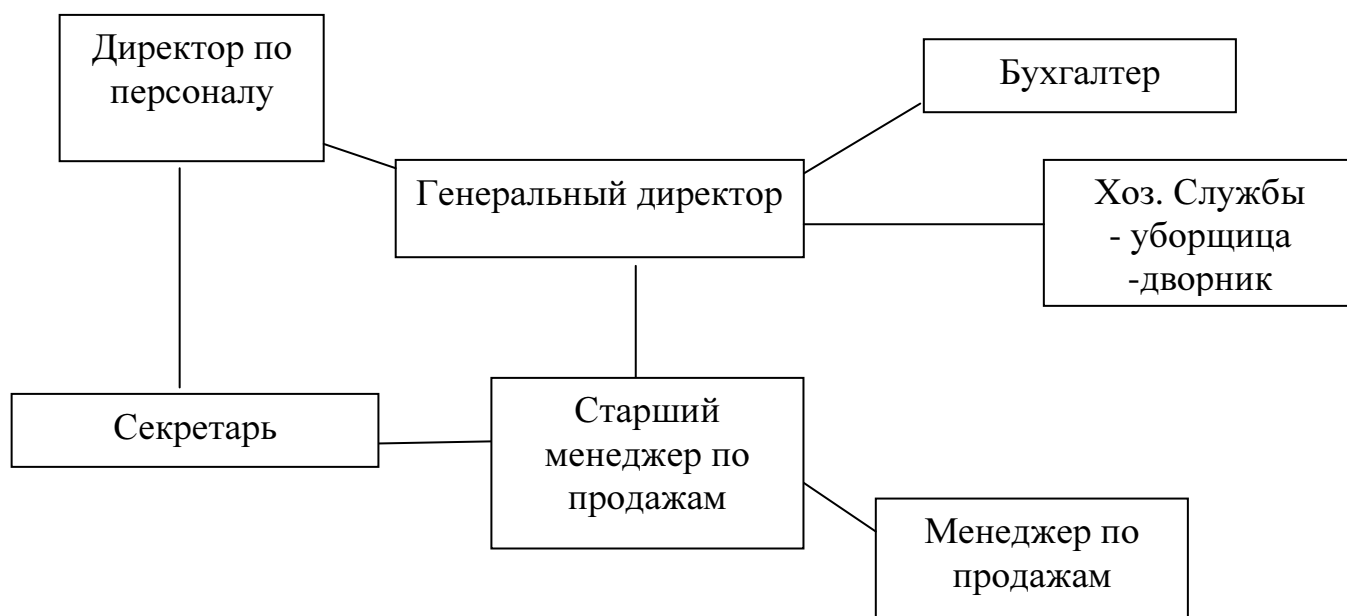 Директор по
персоналу
Бухгалтер
Генеральный директор
Хоз. Службы
- уборщица
-дворник
Секретарь
Старший
менеджер по
продажам
Менеджер по
продажам